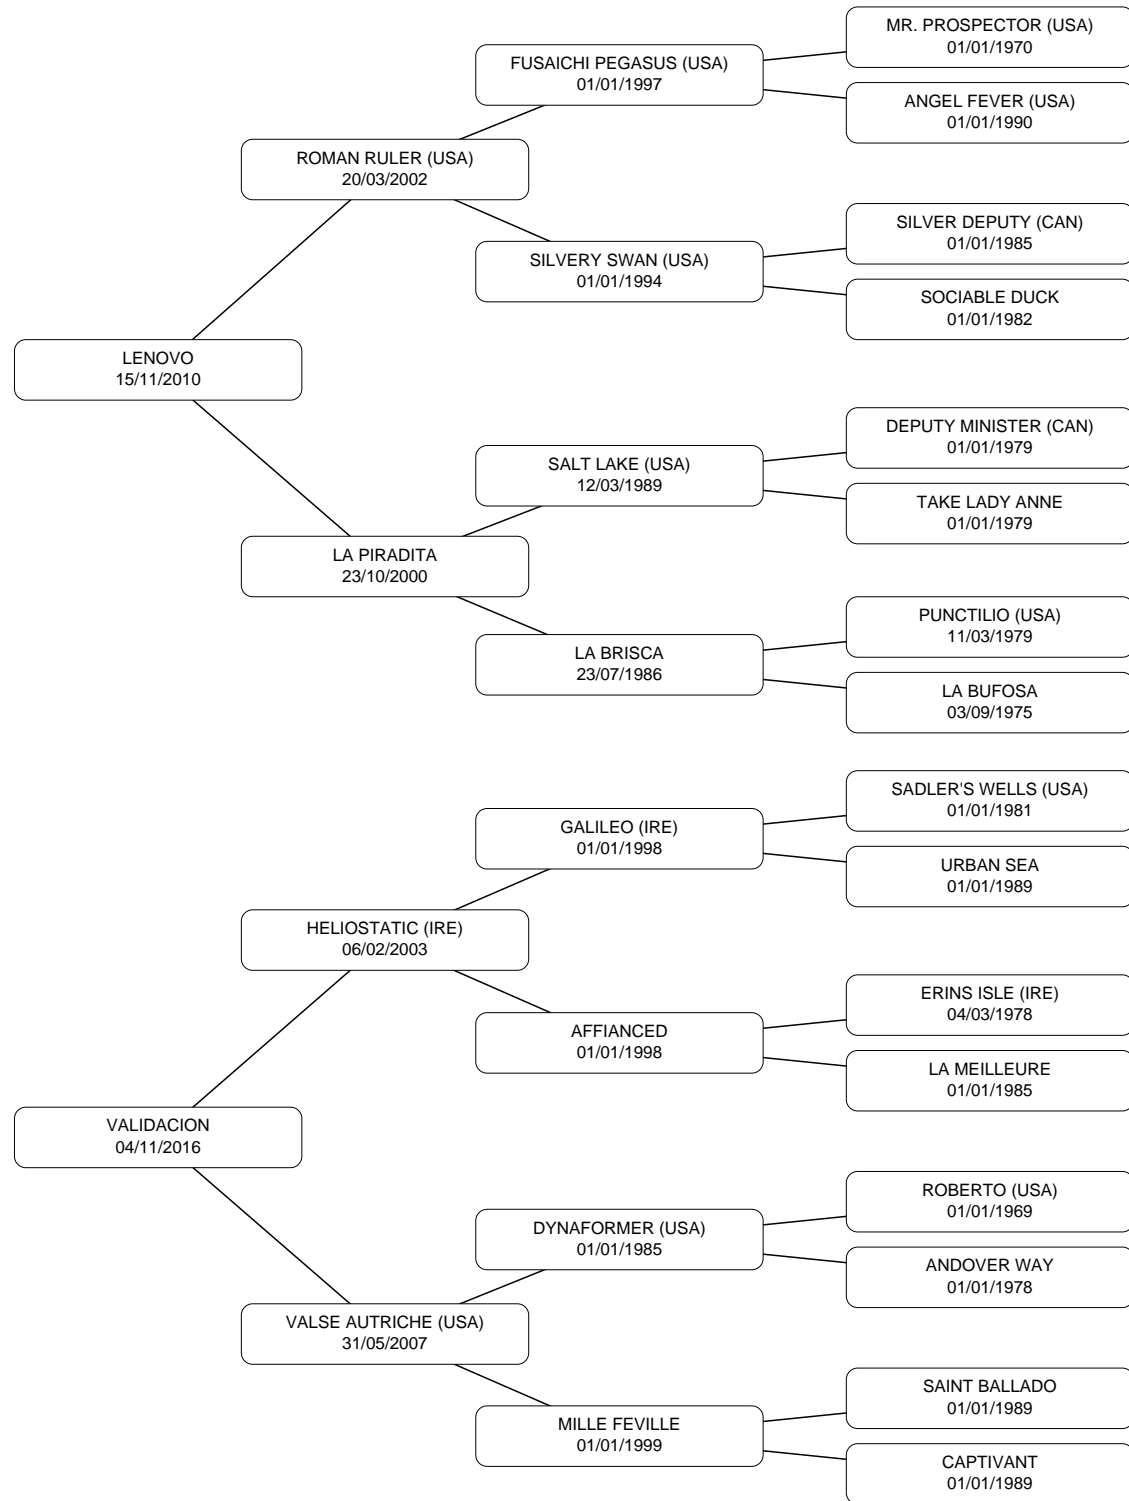 MR. PROSPECTOR (USA)
01/01/1970
FUSAICHI PEGASUS (USA)
01/01/1997
ANGEL FEVER (USA)
01/01/1990
ROMAN RULER (USA)
20/03/2002
SILVER DEPUTY (CAN)
01/01/1985
SILVERY SWAN (USA)
01/01/1994
SOCIABLE DUCK
01/01/1982
LENOVO
15/11/2010
DEPUTY MINISTER (CAN)
01/01/1979
SALT LAKE (USA)
12/03/1989
TAKE LADY ANNE
01/01/1979
LA PIRADITA
23/10/2000
PUNCTILIO (USA)
11/03/1979
LA BRISCA
23/07/1986
LA BUFOSA
03/09/1975
SADLER'S WELLS (USA)
01/01/1981
GALILEO (IRE)
01/01/1998
URBAN SEA
01/01/1989
HELIOSTATIC (IRE)
06/02/2003
ERINS ISLE (IRE)
04/03/1978
AFFIANCED
01/01/1998
LA MEILLEURE
01/01/1985
VALIDACION
04/11/2016
ROBERTO (USA)
01/01/1969
DYNAFORMER (USA)
01/01/1985
ANDOVER WAY
01/01/1978
VALSE AUTRICHE (USA)
31/05/2007
SAINT BALLADO
01/01/1989
MILLE FEVILLE
01/01/1999
CAPTIVANT
01/01/1989